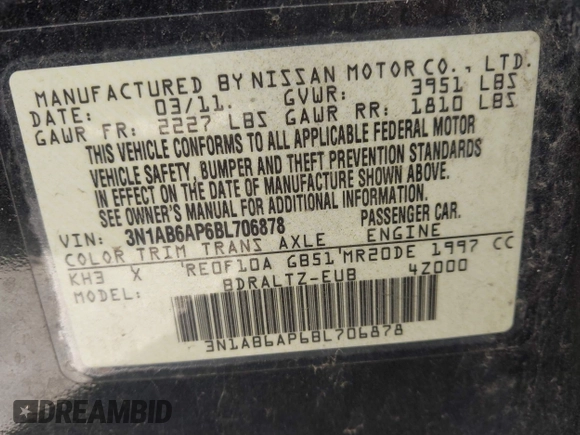 MANUFACTURED BY NISSAN MOTOR CO., LTD.
DATE: 03/11. GVWR: 3951 LBS
GAWR FR: 2227 LBS GAWR RR: 1810 LBS
THIS VEHICLE CONFORMS TO ALL APPLICABLE FEDERAL MOTOR
VEHICLE SAFETY, BUMPER AND THEFT PREVENTION STANDARDS
IN EFFECT ON THE DATE OF MANUFACTURE SHOWN ABOVE.
SEE OWNER'S MANUAL FOR ADDITIONAL INFORMATION.
VIN: 3N1AB6AP6BL706878 PASSENGER CAR.
COLOR TRIM TRANS AXLE ENGINE
KH3 X RE0F10A GB51 MR20DE 1997 CC
MODEL: BDRALTZ-EUB 4Z000
3N1AB6AP6BL706878
DREAMBID